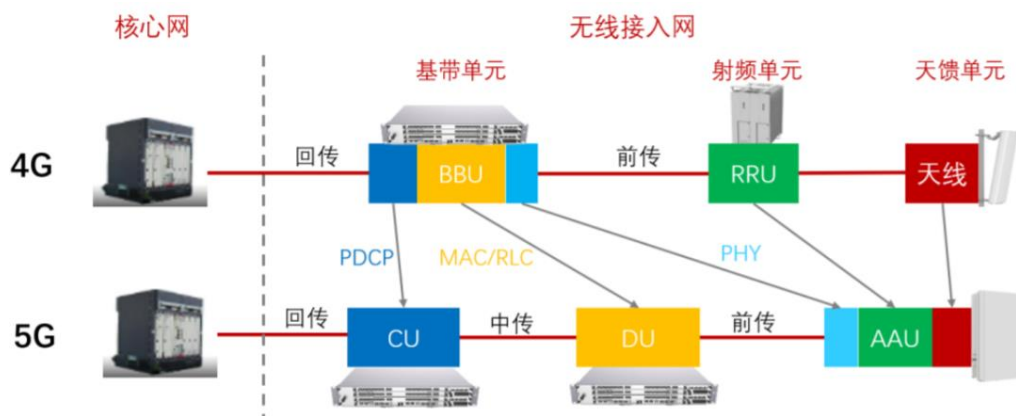 核心网
无线接入网
基带单元
射频单元
天馈单元
4G
回传
BBU
前传
RRU
天线
PDCP
MAC/RLC
PHY
5G
回传
CU
中传
DU
前传
AAU